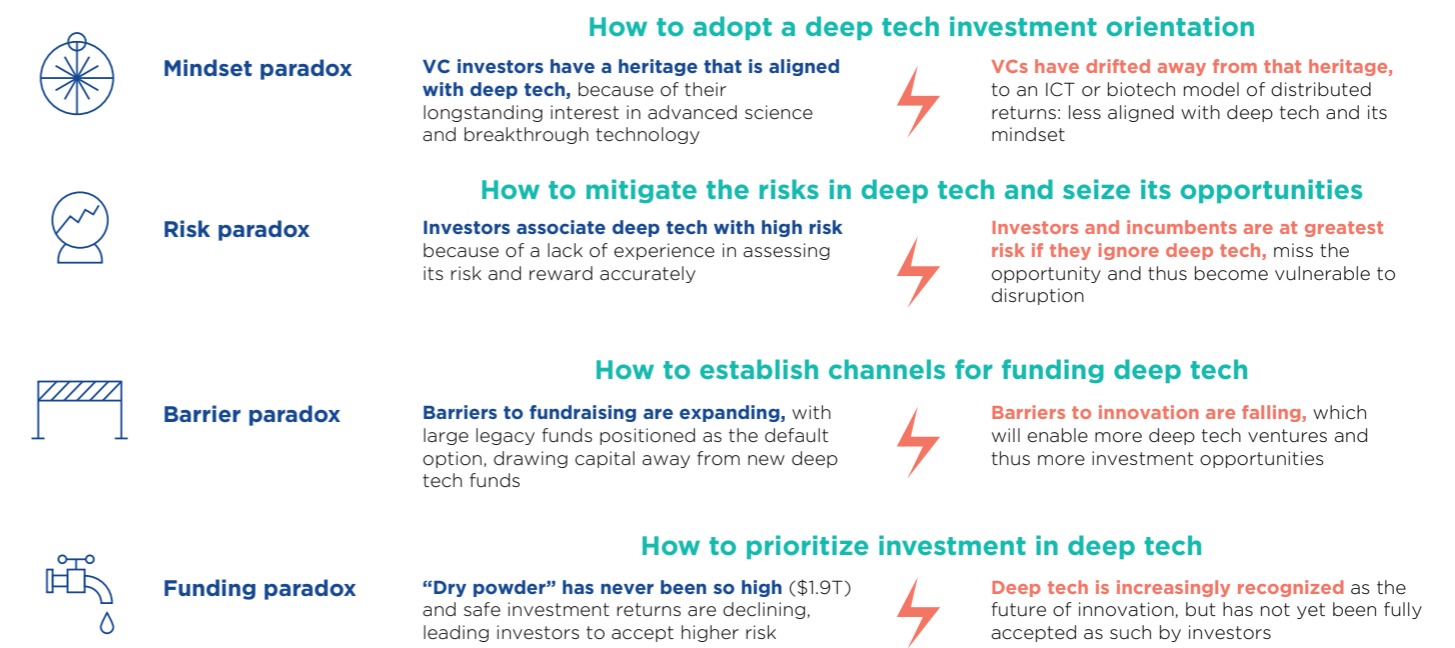 How to adopt a deep tech investment orientation
Mindset paradox
VC investors have a heritage that is aligned
with deep tech, because of their
longstanding interest in advanced science
and breakthrough technology
VCs have drifted away from that heritage,
to an ICT or biotech model of distributed
returns: less aligned with deep tech and its
mindset
How to mitigate the risks in deep tech and seize its opportunities
Risk paradox
Investors associate deep tech with high risk
because of a lack of experience in assessing
its risk and reward accurately
Investors and incumbents are at greatest
risk if they ignore deep tech, miss the
opportunity and thus become vulnerable to
disruption
How to establish channels for funding deep tech
Barrier paradox
Barriers to fundraising are expanding, with
large legacy funds positioned as the default
option, drawing capital away from new deep
tech funds
Barriers to innovation are falling, which
will enable more deep tech ventures and
thus more investment opportunities
How to prioritize investment in deep tech
Funding paradox
“Dry powder” has never been so high ($1.9T)
and safe investment returns are declining,
leading investors to accept higher risk
Deep tech is increasingly recognized as the
future of innovation, but has not yet been fully
accepted as such by investors